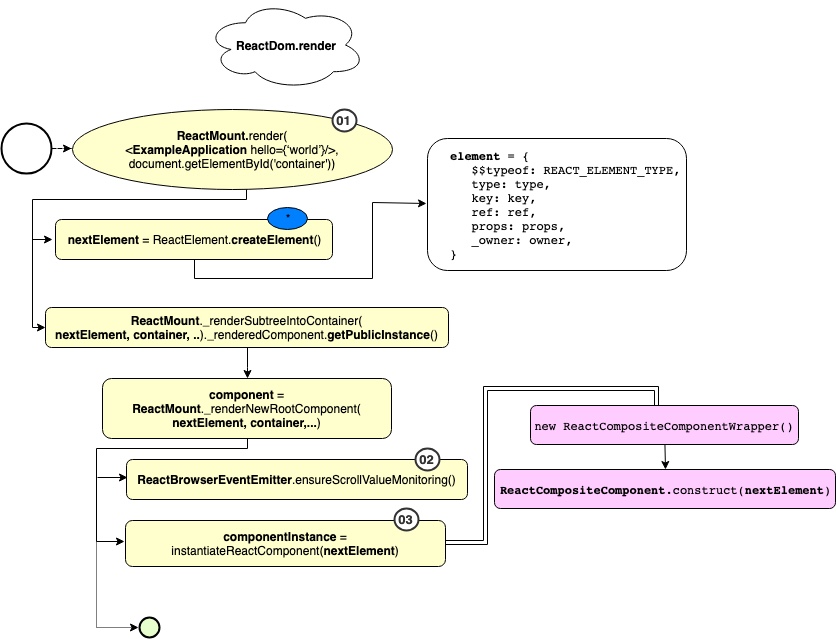 ReactDom.render
01
ReactMount.render(
<ExampleApplication hello={'world'}/>,
document.getElementById('container'))
element = {
$$typeof: REACT_ELEMENT_TYPE,
type: type,
key: key,
ref: ref,
props: props,
_owner: owner,
}
*
nextElement = ReactElement.createElement()
ReactMount._renderSubtreeIntoContainer(
nextElement, container, ..)._renderedComponent.getPublicInstance()
component =
ReactMount._renderNewRootComponent(
nextElement, container,...)
new ReactCompositeComponentWrapper()
02
ReactBrowserEventEmitter.ensureScrollValueMonitoring()
ReactCompositeComponent.construct(nextElement)
03
componentInstance =
instantiateReactComponent(nextElement)